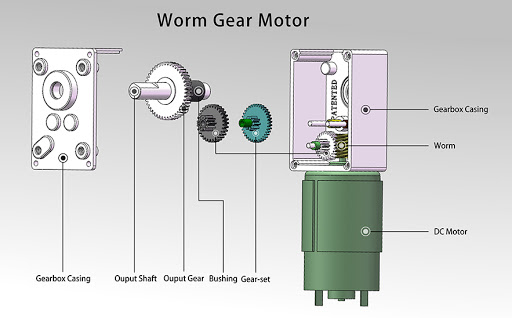 Worm Gear Motor
PATENTED
Gearbox Casing
Worm
DC Motor
Gearbox Casing
Ouput Shaft
Ouput Gear
Bushing
Gear-set